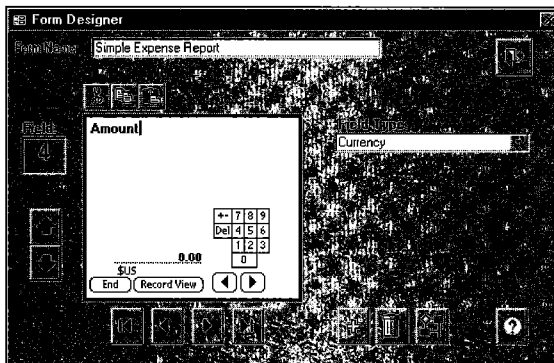 Form Designer
Form Name: Simple Expense Report
Field: Field Type:
4 Currency
Amount
+- 7 8 9
Del 4 5 6
1 2 3
0
0.00
$US
End Record View
?